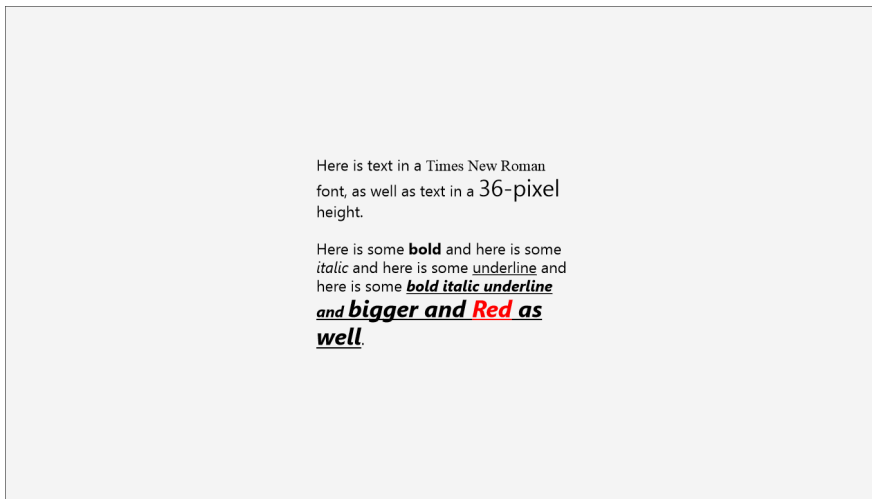 Here is text in a Times New Roman
font, as well as text in a 36-pixel
height.
Here is some bold and here is some
italic and here is some underline and
here is some bold italic underline
and bigger and Red as
well.